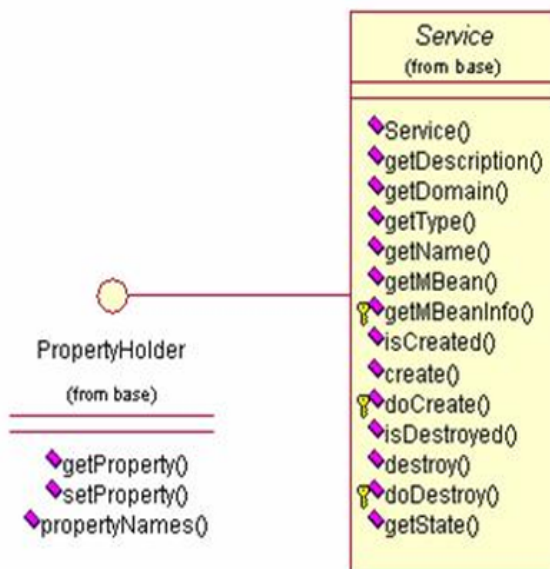 Service
(from base)
Service()
getDescription()
getDomain()
getType()
getName()
getMBean()
getMBeanInfo()
isCreated()
create()
doCreate()
isDestroyed()
destroy()
doDestroy()
getState()
PropertyHolder
(from base)
getProperty()
setProperty()
propertyNames()